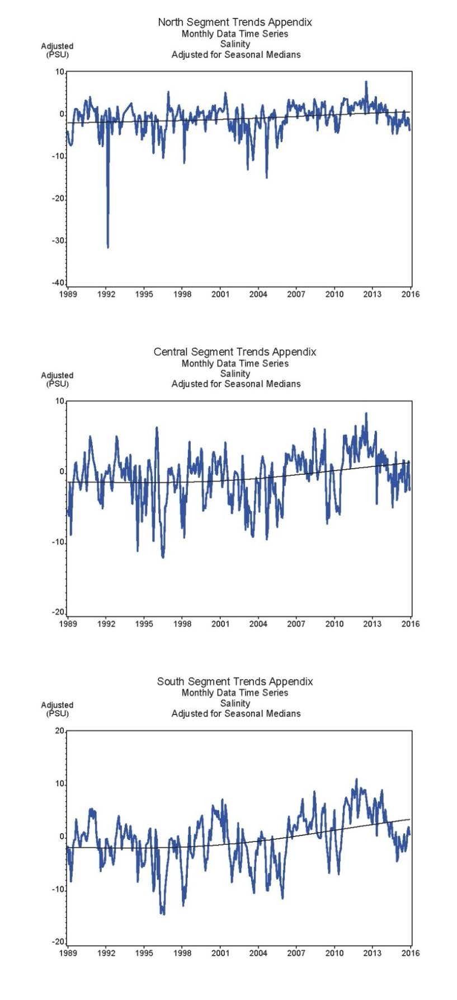 North Segment Trends Appendix
Monthly Data Time Series
Salinity
Adjusted for Seasonal Medians
Adjusted
(PSU)
10
0
-10
-20
-30
-40
1989 1992 1995 1998 2001 2004 2007 2010 2013 2016
Central Segment Trends Appendix
Monthly Data Time Series
Salinity
Adjusted for Seasonal Medians
Adjusted
(PSU)
10
0
-10
-20
1989 1992 1995 1998 2001 2004 2007 2010 2013 2016
South Segment Trends Appendix
Monthly Data Time Series
Salinity
Adjusted for Seasonal Medians
Adjusted
(PSU)
20
10
0
-10
-20
1989 1992 1995 1998 2001 2004 2007 2010 2013 2016